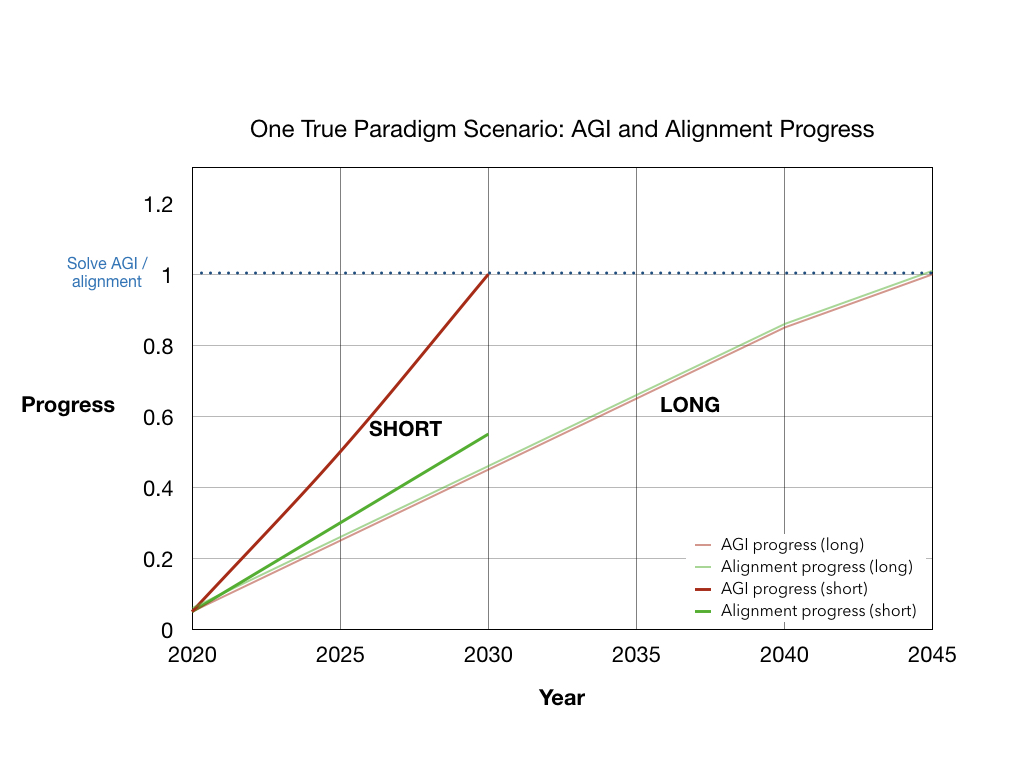 One True Paradigm Scenario: AGI and Alignment Progress
1.2
Solve AGI /
alignment
1
0.8
Progress
0.6
LONG
SHORT
0.4
0.2
AGI progress (long)
Alignment progress (long)
AGI progress (short)
Alignment progress (short)
0
2020 2025 2030 2035 2040 2045
Year